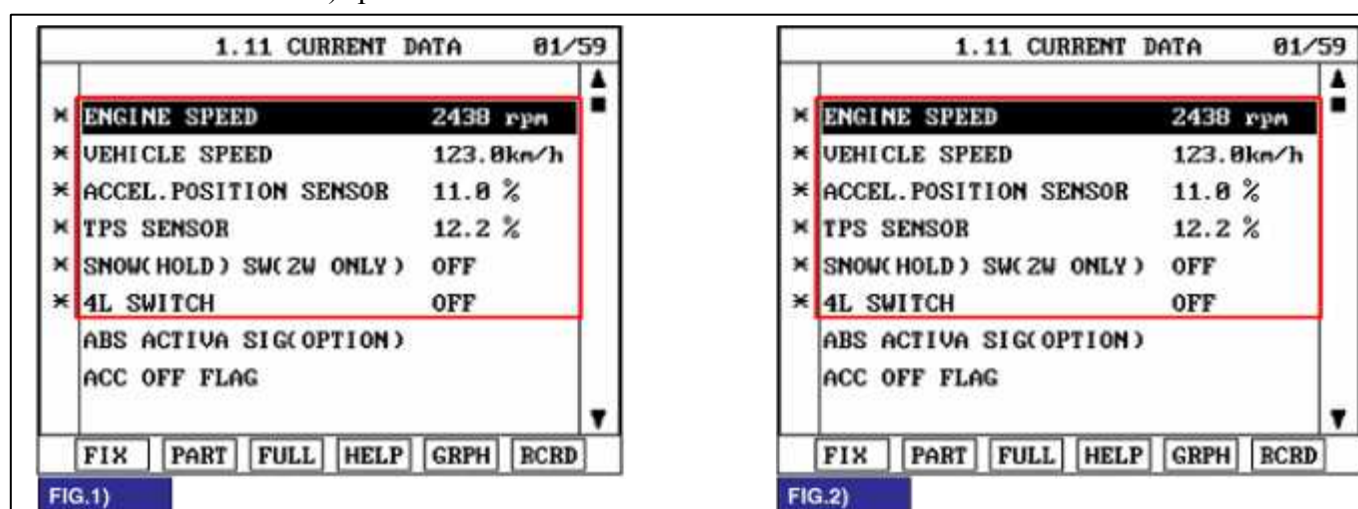 1.11 CURRENT DATA 01/59
* ENGINE SPEED 2438 rpm
* VEHICLE SPEED 123.0km/h
* ACCEL.POSITION SENSOR 11.0 %
* TPS SENSOR 12.2 %
* SNOW(HOLD) SW(2W ONLY) OFF
* 4L SWITCH OFF
ABS ACTIVA SIG(OPTION)
ACC OFF FLAG
FIX PART FULL HELP GRPH RCRD
FIG.1)
1.11 CURRENT DATA 01/59
* ENGINE SPEED 2438 rpm
* VEHICLE SPEED 123.0km/h
* ACCEL.POSITION SENSOR 11.0 %
* TPS SENSOR 12.2 %
* SNOW(HOLD) SW(2W ONLY) OFF
* 4L SWITCH OFF
ABS ACTIVA SIG(OPTION)
ACC OFF FLAG
FIX PART FULL HELP GRPH RCRD
FIG.2)